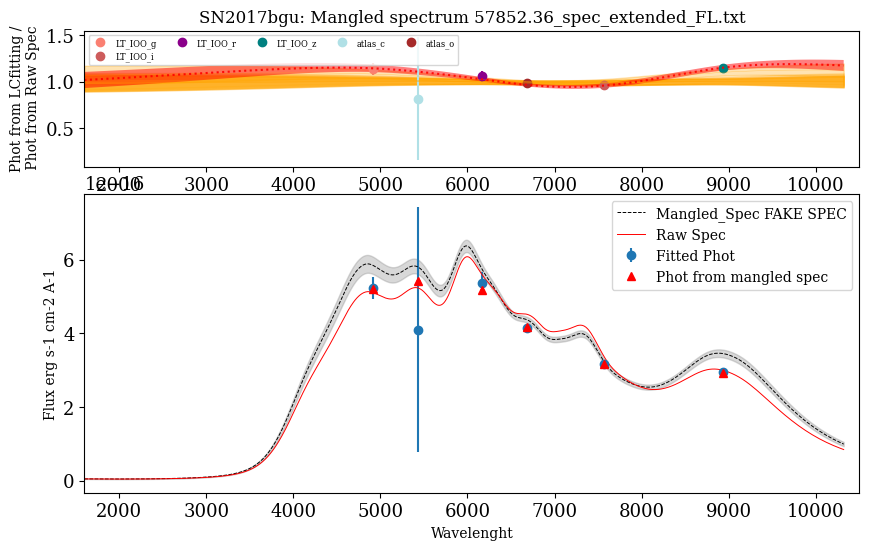 SN2017bgu: Mangled spectrum 57852.36_spec_extended_FL.txt
LT_IOO_g
LT_IOO_i
LT_IOO_r
LT_IOO_z
atlas_c
atlas_o
1.5
1.0
0.5
Phot from LCfitting /
Phot from Raw Spec
2000 3000 4000 5000 6000 7000 8000 9000 10000
1e−16
Mangled_Spec FAKE SPEC
Raw Spec
Fitted Phot
Phot from mangled spec
6
4
2
0
Flux erg s-1 cm-2 A-1
2000 3000 4000 5000 6000 7000 8000 9000 10000
Wavelenght